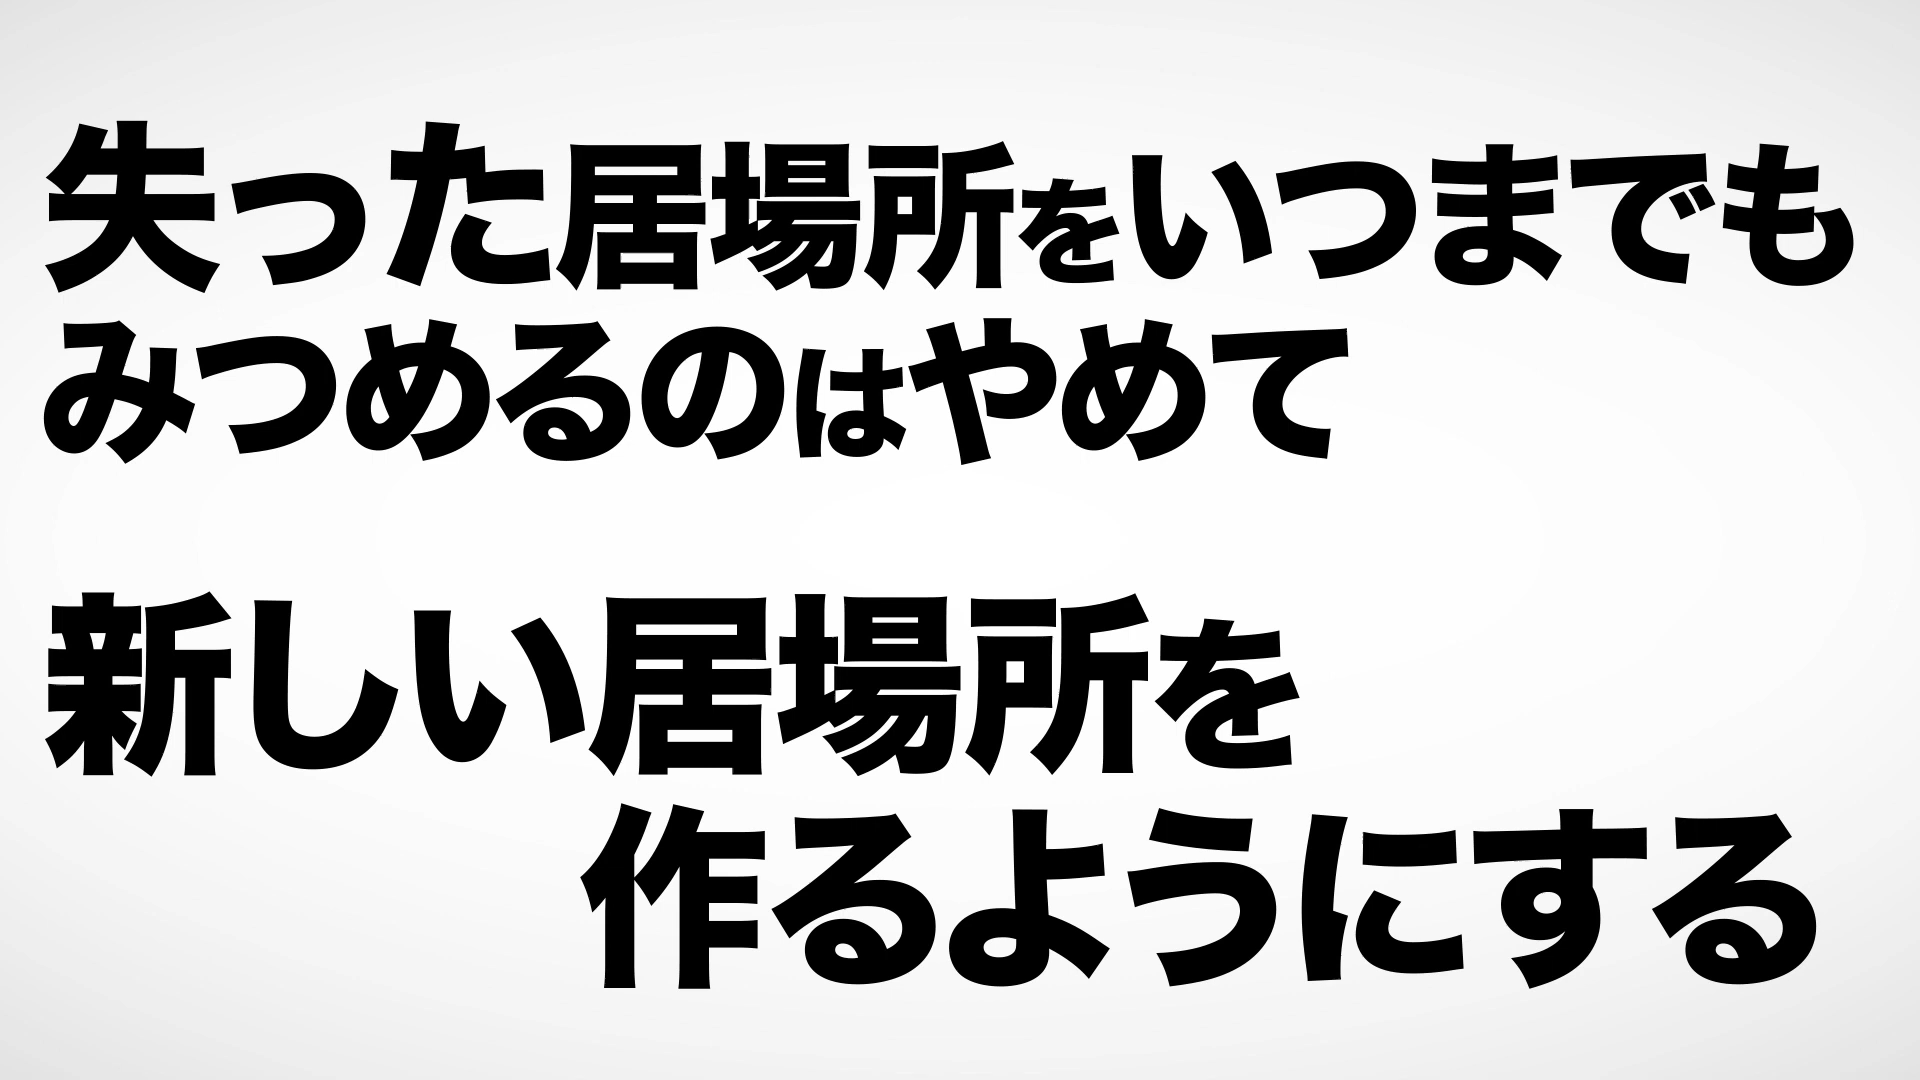 失った居場所をいつまでも
みつめるのはやめて
新しい居場所を
作るようにする